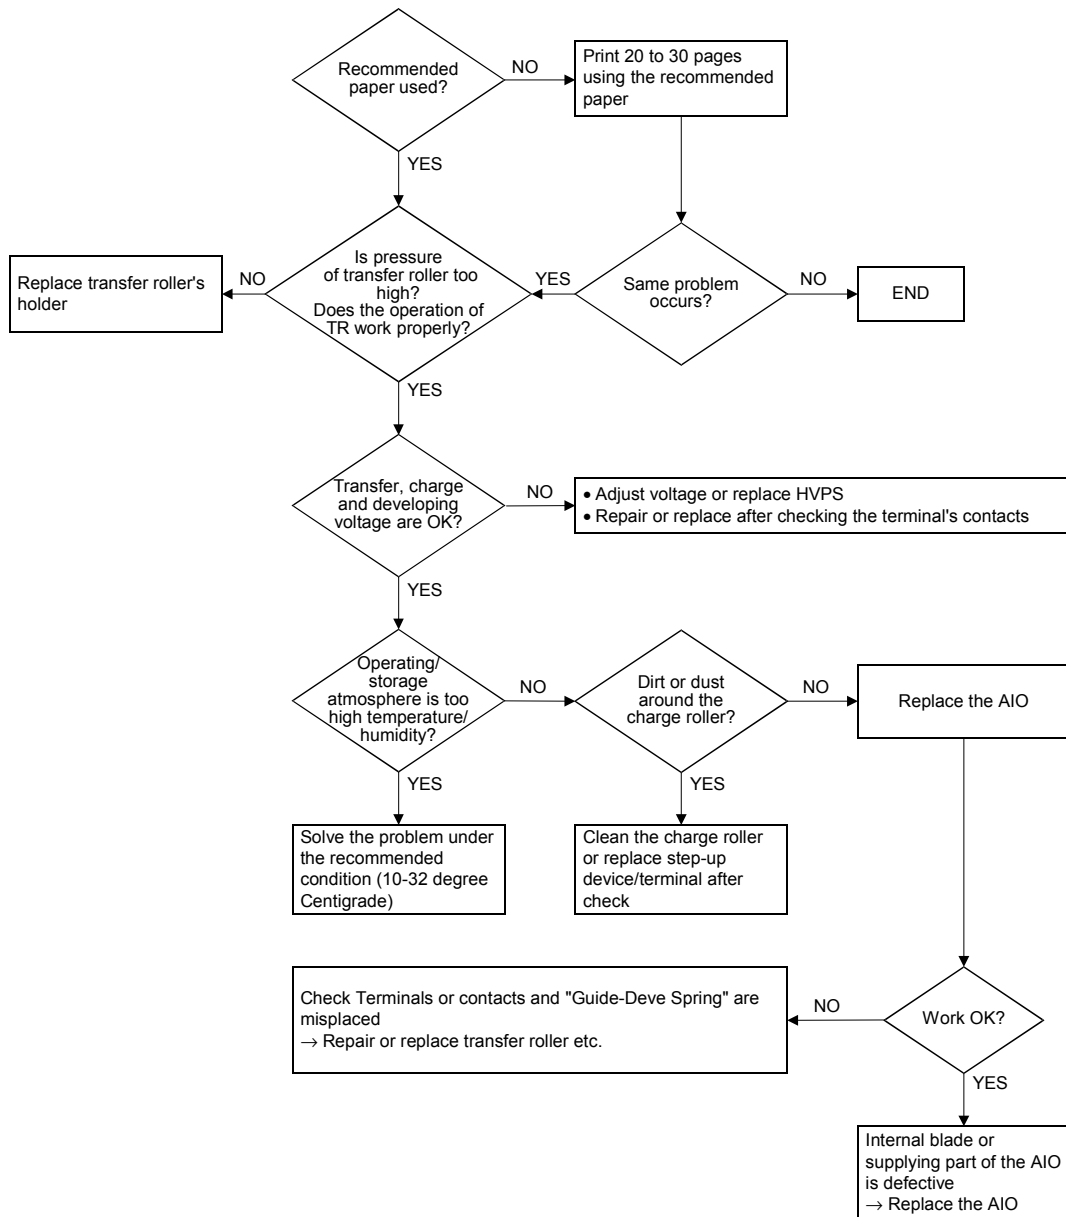 Recommended
paper used?
NO
Print 20 to 30 pages
using the recommended
paper
YES
Replace transfer roller's
holder
NO
Is pressure
of transfer roller too
high?
Does the operation of
TR work properly?
YES
Same problem
occurs?
NO
END
YES
Transfer, charge
and developing
voltage are OK?
NO
• Adjust voltage or replace HVPS
• Repair or replace after checking the terminal's contacts
YES
Operating/
storage
atmosphere is too
high temperature/
humidity?
NO
Dirt or dust
around the
charge roller?
NO
Replace the AIO
YES
YES
Solve the problem under
the recommended
condition (10-32 degree
Centigrade)
Clean the charge roller
or replace step-up
device/terminal after
check
Check Terminals or contacts and "Guide-Deve Spring" are
misplaced
→ Repair or replace transfer roller etc.
NO
Work OK?
YES
Internal blade or
supplying part of the AIO
is defective
→ Replace the AIO